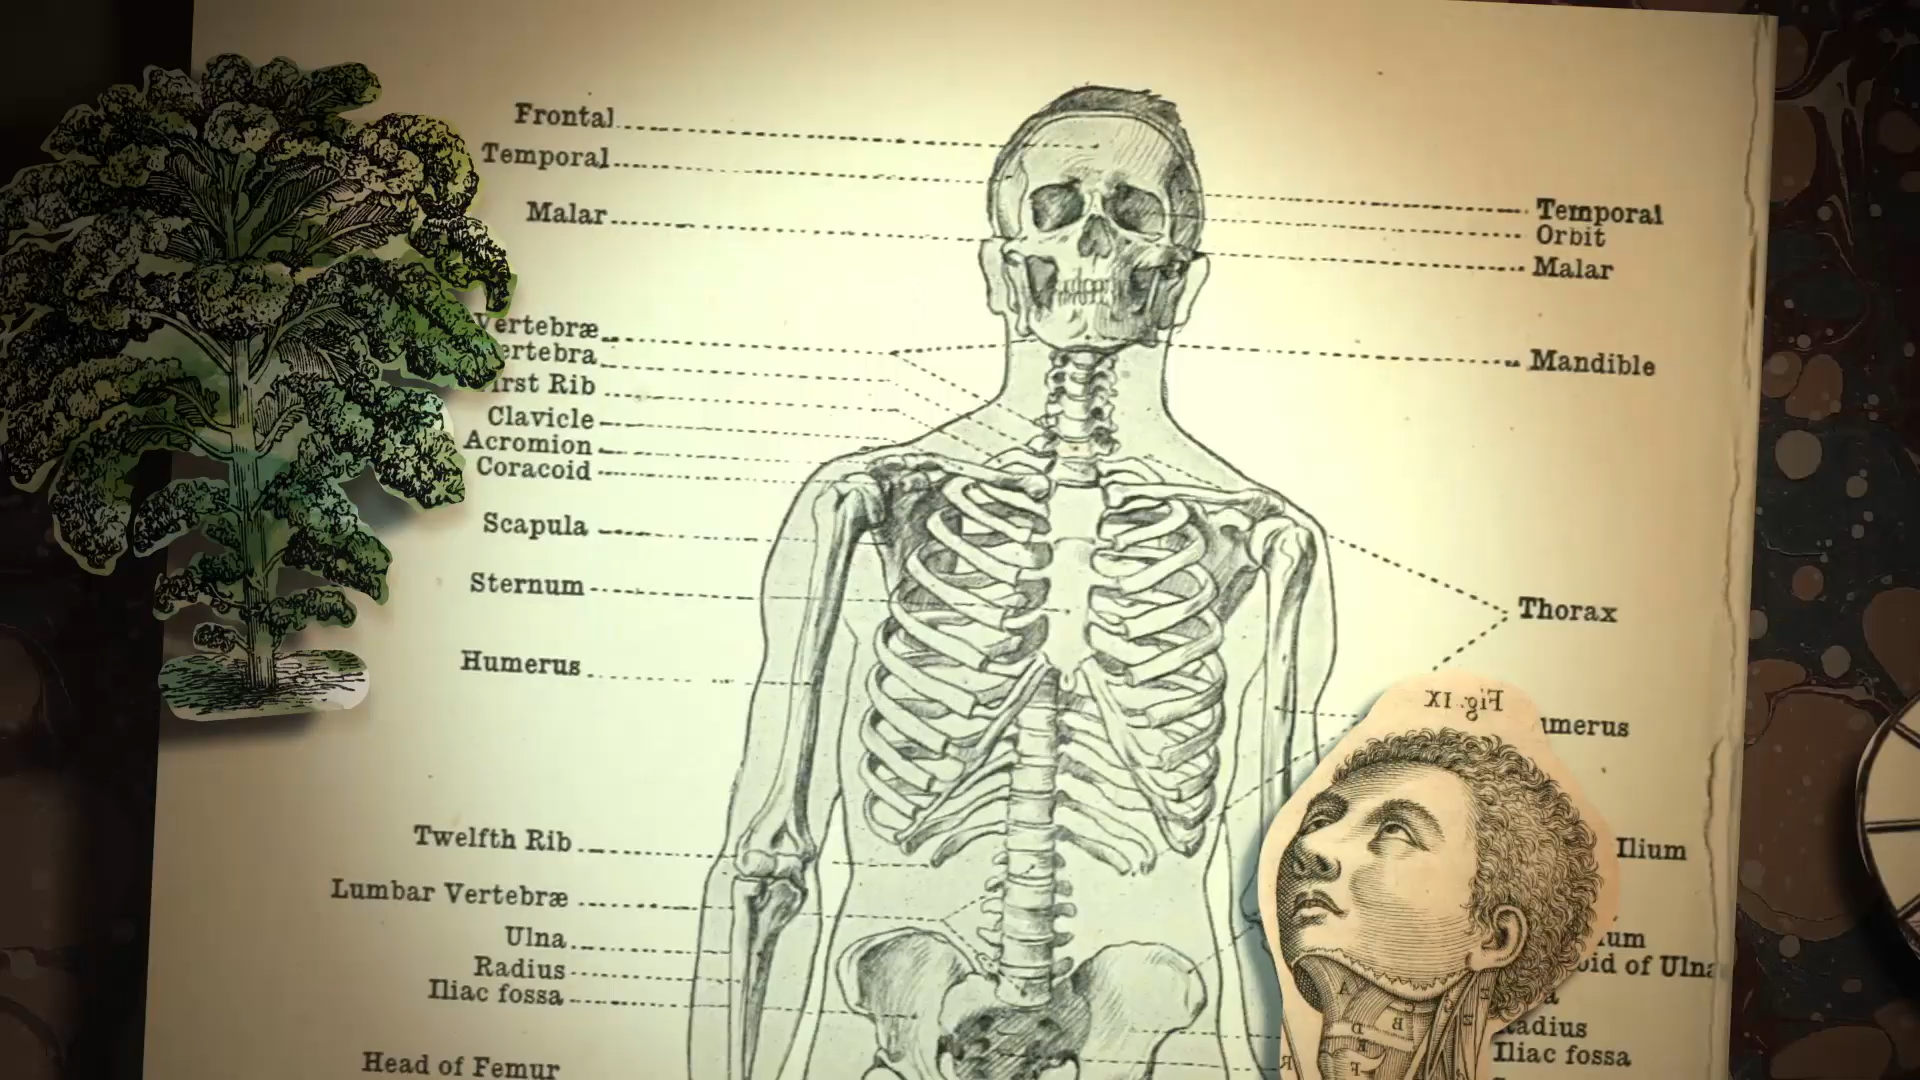 Frontal
Temporal
Malar
Vertebræ
ertebra
irst Rib
Clavicle
Acromion
Coracoid
Scapula
Sternum
Humerus
Twelfth Rib
Lumbar Vertebræ
Ulna
Radius
Iliac fossa
Head of Femur
Temporal
Orbit
Malar
Mandible
Thorax
Fig. IX
umerus
Ilium
um
oid of Ulna
a
Radius
Iliac fossa